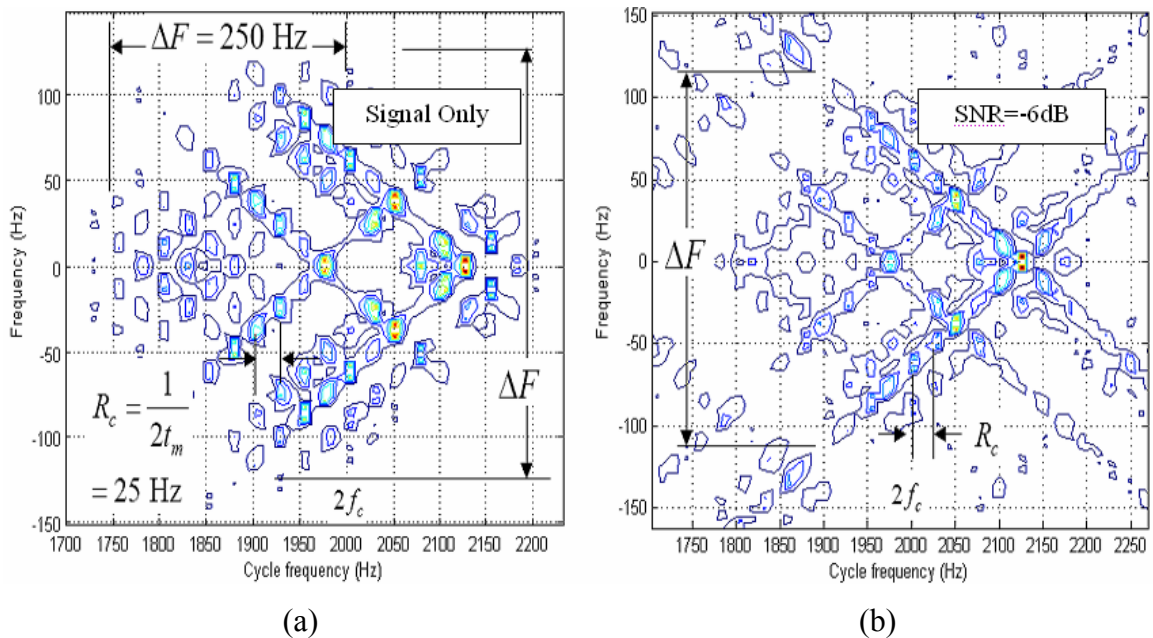 ΔF = 250 Hz
Signal Only
ΔF
R_c = 1/(2t_m)
= 25 Hz
2f_c
Frequency (Hz)
100
50
0
-50
-100
-150
1700 1750 1800 1850 1900 1950 2000 2050 2100 2150 2200
Cycle frequency (Hz)
(a)
SNR=-6dB
ΔF
R_c
2f_c
Frequency (Hz)
150
100
50
0
-50
-100
-150
1750 1800 1850 1900 1950 2000 2050 2100 2150 2200 2250
Cycle frequency (Hz)
(b)